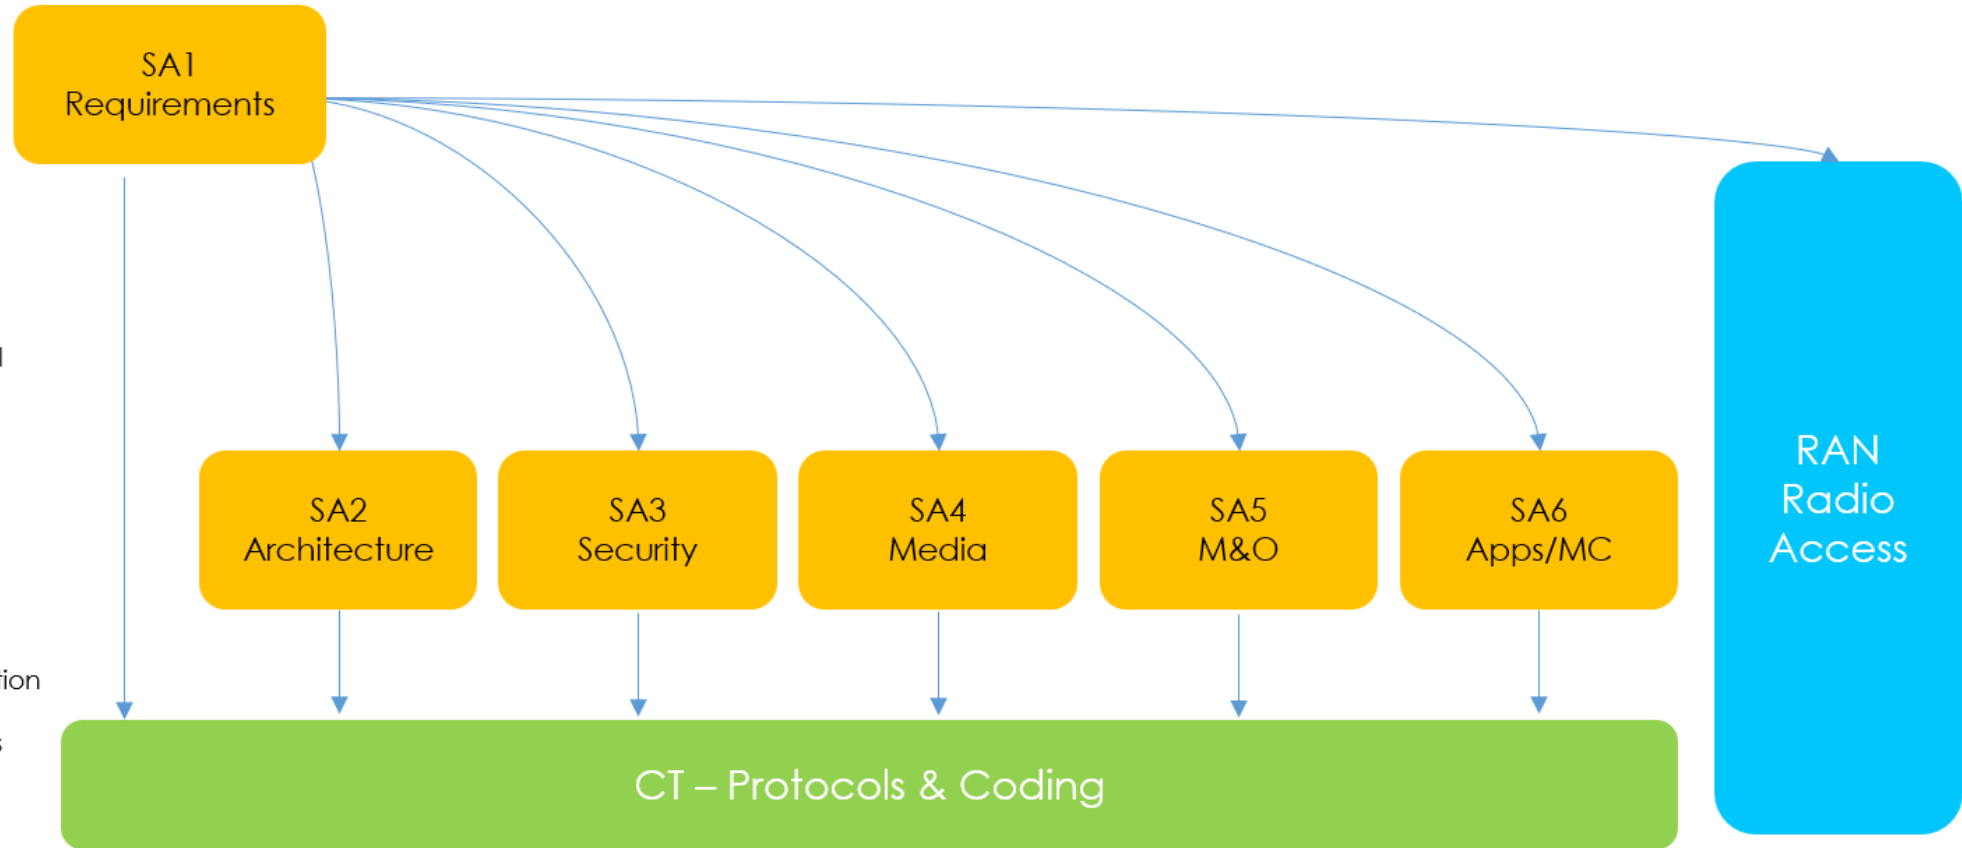 SA1
Requirements
SA2
Architecture
SA3
Security
SA4
Media
SA5
M&O
SA6
Apps/MC
RAN
Radio
Access
CT – Protocols & Coding